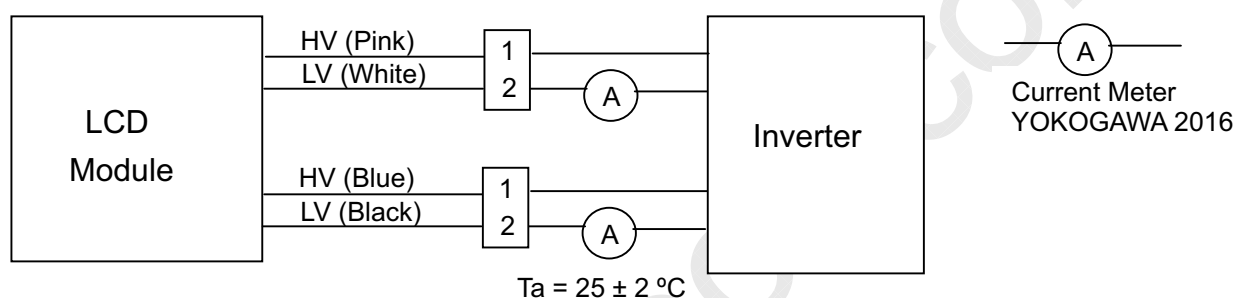 LCD
Module
HV (Pink)
LV (White)
1
2
A
HV (Blue)
LV (Black)
1
2
A
Ta = 25 ± 2 ºC
Inverter
A
Current Meter
YOKOGAWA 2016